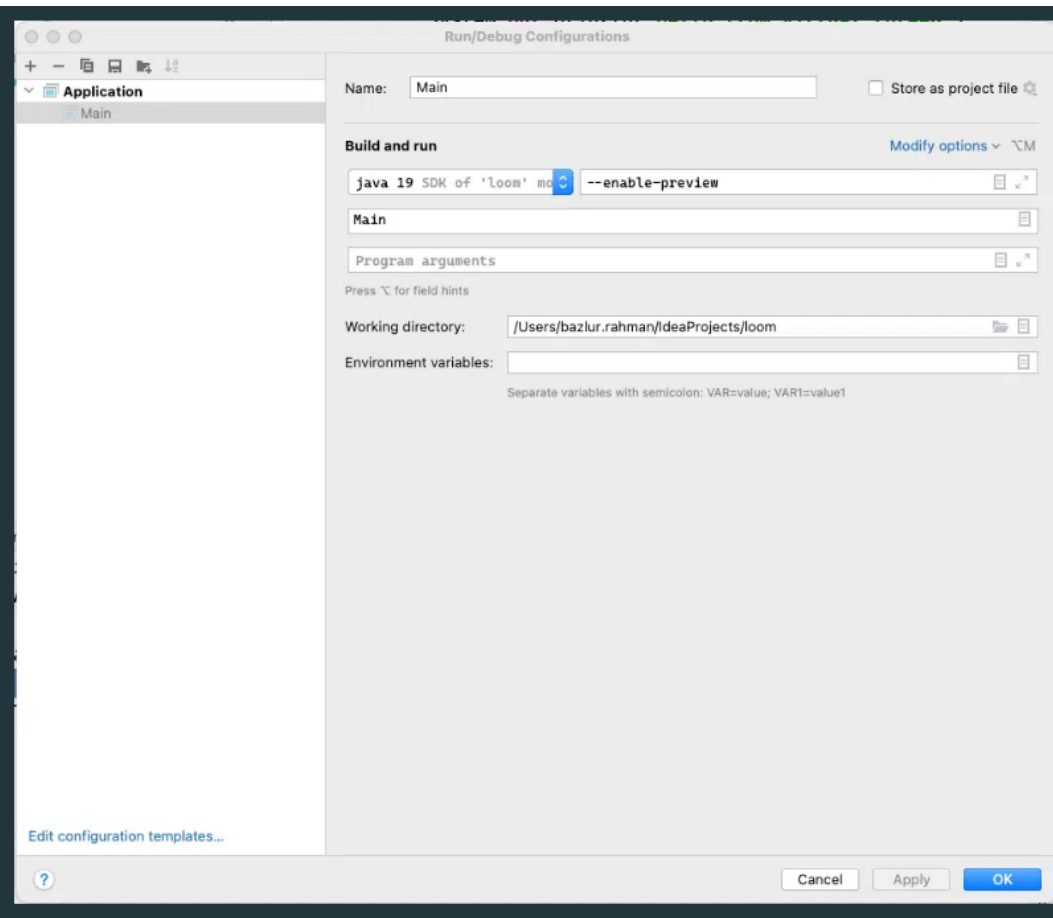 Run/Debug Configurations
Application
Main
Name: Main Store as project file
Build and run Modify options ⌥M
java 19 SDK of 'loom' mo --enable-preview
Main
Program arguments
Press ⌥ for field hints
Working directory: /Users/bazlur.rahman/IdeaProjects/loom
Environment variables:
Separate variables with semicolon: VAR=value; VAR1=value1
Edit configuration templates...
? Cancel Apply OK